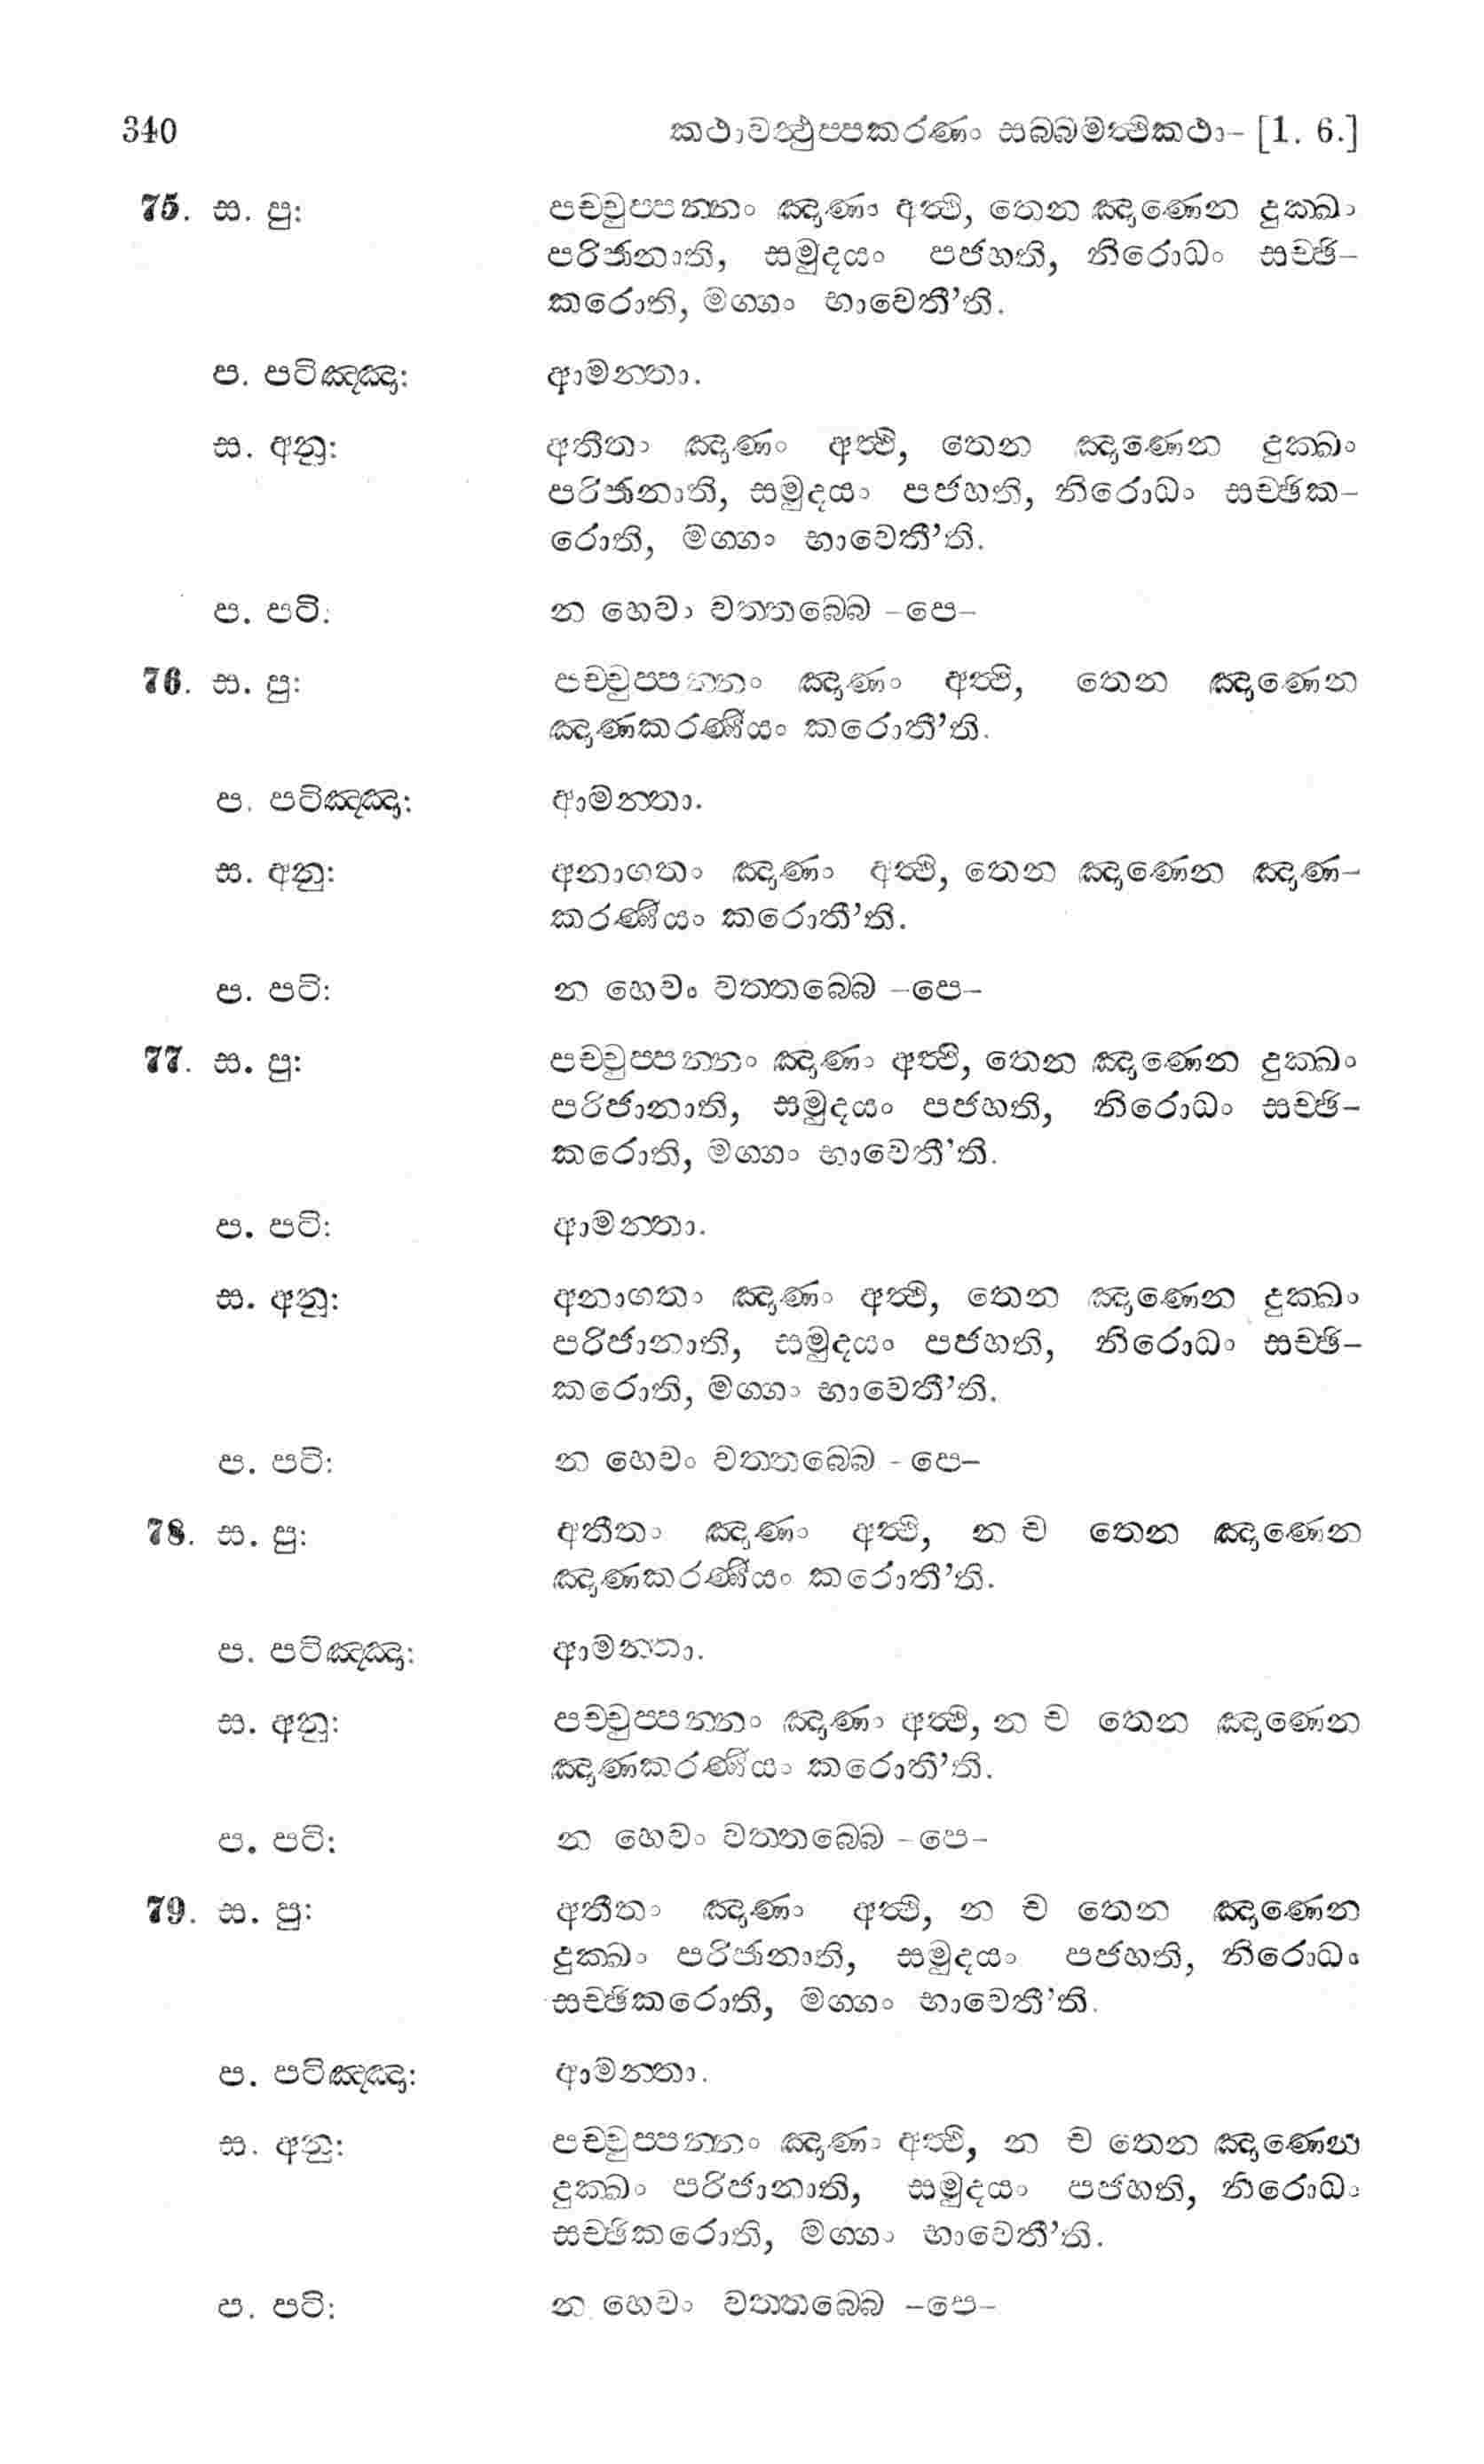 340 කථාවත්‍ථුප්පකරණං සබ්බමත්‍ථිකථා- [1. 6.]
75. ස. පු: පච්චුප්පන්නං ඤාණං අත්‍ථි, තෙන ඤාණෙන දුක්ඛං
පරිජානාති, සමුදයං පජහති, නිරොධං සච්ඡි-
කරොති, මග්ගං භාවෙතී’ති.
ප. පටිඤ්ඤා: ආමන්තා.
ස. අනු: අතීතං ඤාණං අත්‍ථි, තෙන ඤාණෙන දුක්ඛං
පරිජානාති, සමුදයං පජහති, නිරොධං සච්ඡික-
රොති, මග්ගං භාවෙතී’ති.
ප. පටි: න හෙවං වත්තබ්බෙ -පෙ-
76. ස. පු: පච්චුප්පන්නං ඤාණං අත්‍ථි, තෙන ඤාණෙන
ඤාණකරණීයං කරොතී’ති.
ප. පටිඤ්ඤා: ආමන්තා.
ස. අනු: අනාගතං ඤාණං අත්‍ථි, තෙන ඤාණෙන ඤාණ-
කරණීයං කරොතී’ති.
ප. පටි: න හෙවං වත්තබ්බෙ -පෙ-
77. ස. පු: පච්චුප්පන්නං ඤාණං අත්‍ථි, තෙන ඤාණෙන දුක්ඛං
පරිජානාති, සමුදයං පජහති, නිරොධං සච්ඡි-
කරොති, මග්ගං භාවෙතී’ති.
ප. පටි: ආමන්තා.
ස. අනු: අනාගතං ඤාණං අත්‍ථි, තෙන ඤාණෙන දුක්ඛං
පරිජානාති, සමුදයං පජහති, නිරොධං සච්ඡි-
කරොති, මග්ගං භාවෙතී’ති.
ප. පටි: න හෙවං වත්තබ්බෙ - පෙ-
78. ස. පු: අතීතං ඤාණං අත්‍ථි, න ච තෙන ඤාණෙන
ඤාණකරණීයං කරොතී’ති.
ප. පටිඤ්ඤා: ආමන්තා.
ස. අනු: පච්චුප්පන්නං ඤාණං අත්‍ථි, න ච තෙන ඤාණෙන
ඤාණකරණීයං කරොතී’ති.
ප. පටි: න හෙවං වත්තබ්බෙ -පෙ-
79. ස. පු: අතීතං ඤාණං අත්‍ථි, න ච තෙන ඤාණෙන
දුක්ඛං පරිජානාති, සමුදයං පජහති, නිරොධං
සච්ඡිකරොති, මග්ගං භාවෙතී’ති.
ප. පටිඤ්ඤා: ආමන්තා.
ස. අනු: පච්චුප්පන්නං ඤාණං අත්‍ථි, න ච තෙන ඤාණෙන
දුක්ඛං පරිජානාති, සමුදයං පජහති, නිරොධං
සච්ඡිකරොති, මග්ගං භාවෙතී’ති.
ප. පටි: න හෙවං වත්තබ්බෙ -පෙ-